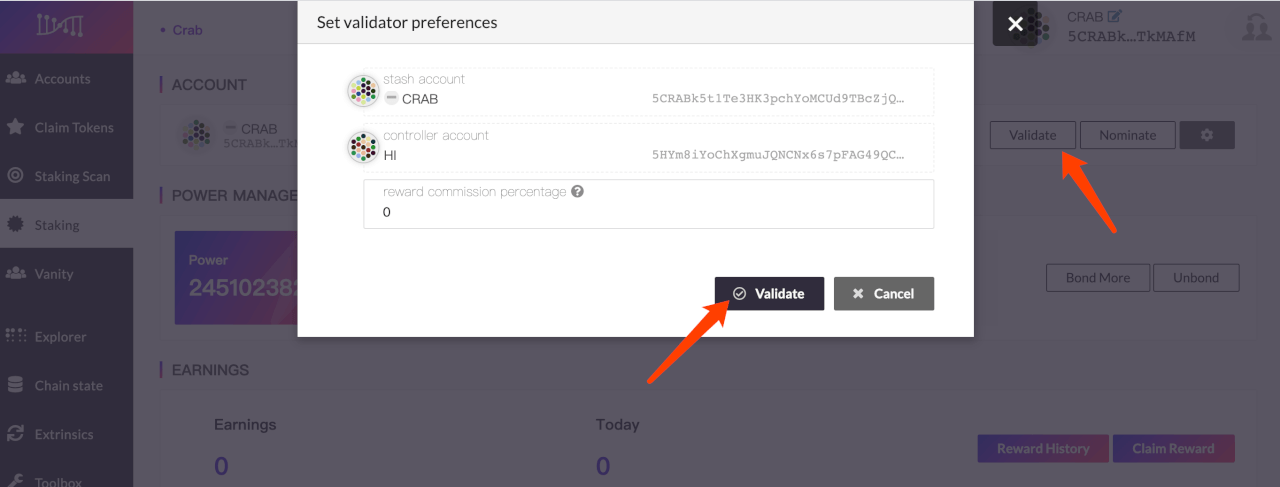 Set validator preferences
Crab
CRAB
5CRABk…TkMAfM
Accounts
Claim Tokens
Staking Scan
Staking
Vanity
Explorer
Chain state
Extrinsics
Toolbox
ACCOUNT
CRAB
5CRABk…TkM
Validate
Nominate
stash account
CRAB
5CRABk5t1Te3HK3pchYoMCUd9TBcZjQ…
controller account
HI
5HYm8iYoChXgmuJQNCNx6s7pFAG49QC…
reward commission percentage
0
Validate
Cancel
POWER MANAGE
Power
245102382
Bond More
Unbond
EARNINGS
Earnings
0
Today
0
Reward History
Claim Reward